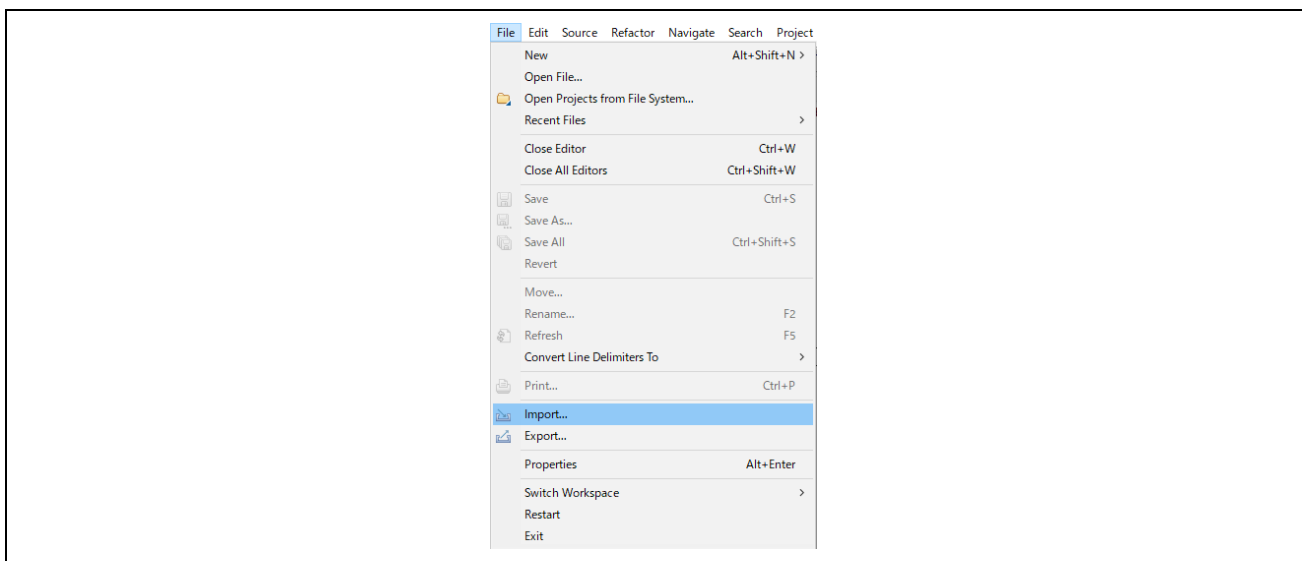 File Edit Source Refactor Navigate Search Project
New Alt+Shift+N >
Open File...
Open Projects from File System...
Recent Files >
Close Editor Ctrl+W
Close All Editors Ctrl+Shift+W
Save Ctrl+S
Save As...
Save All Ctrl+Shift+S
Revert
Move...
Rename... F2
Refresh F5
Convert Line Delimiters To >
Print... Ctrl+P
Import...
Export...
Properties Alt+Enter
Switch Workspace >
Restart
Exit